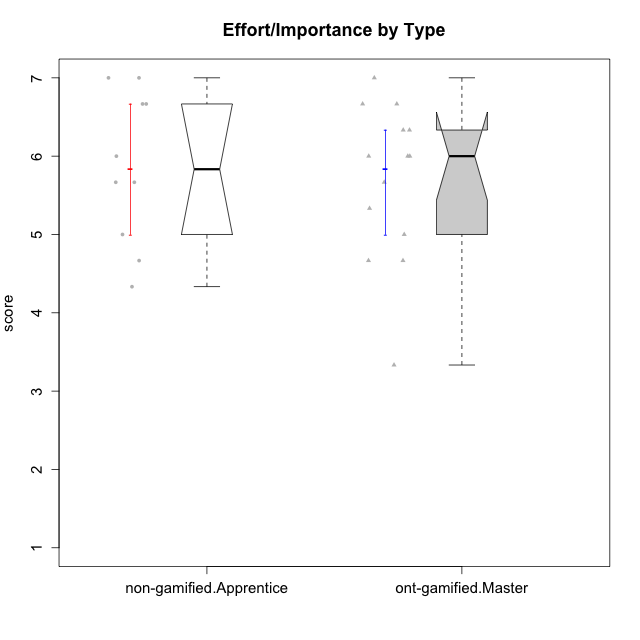 Effort/Importance by Type
score
7
6
5
4
3
2
1
non-gamified.Apprentice
ont-gamified.Master